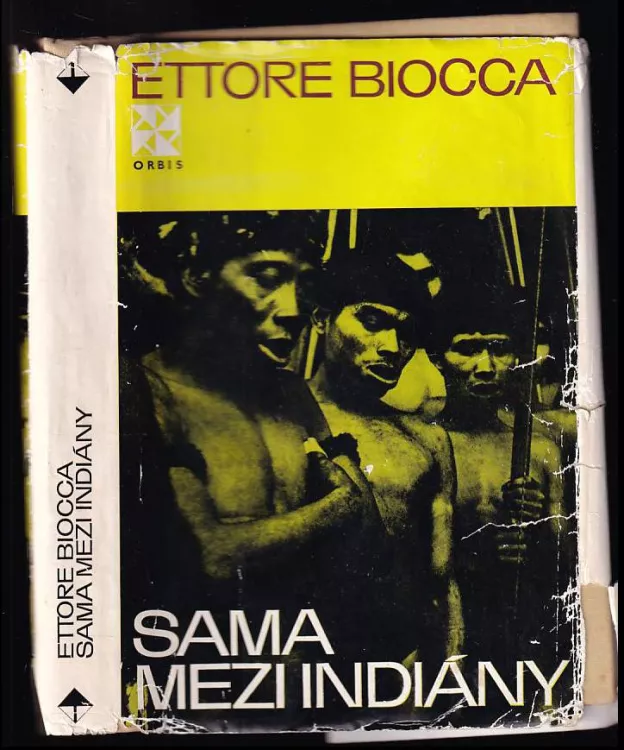 ETTORE BIOCCA
ORBIS
SAMA
MEZI INDIÁNY
ETTORE BIOCCA
SAMA MEZI INDIÁNY